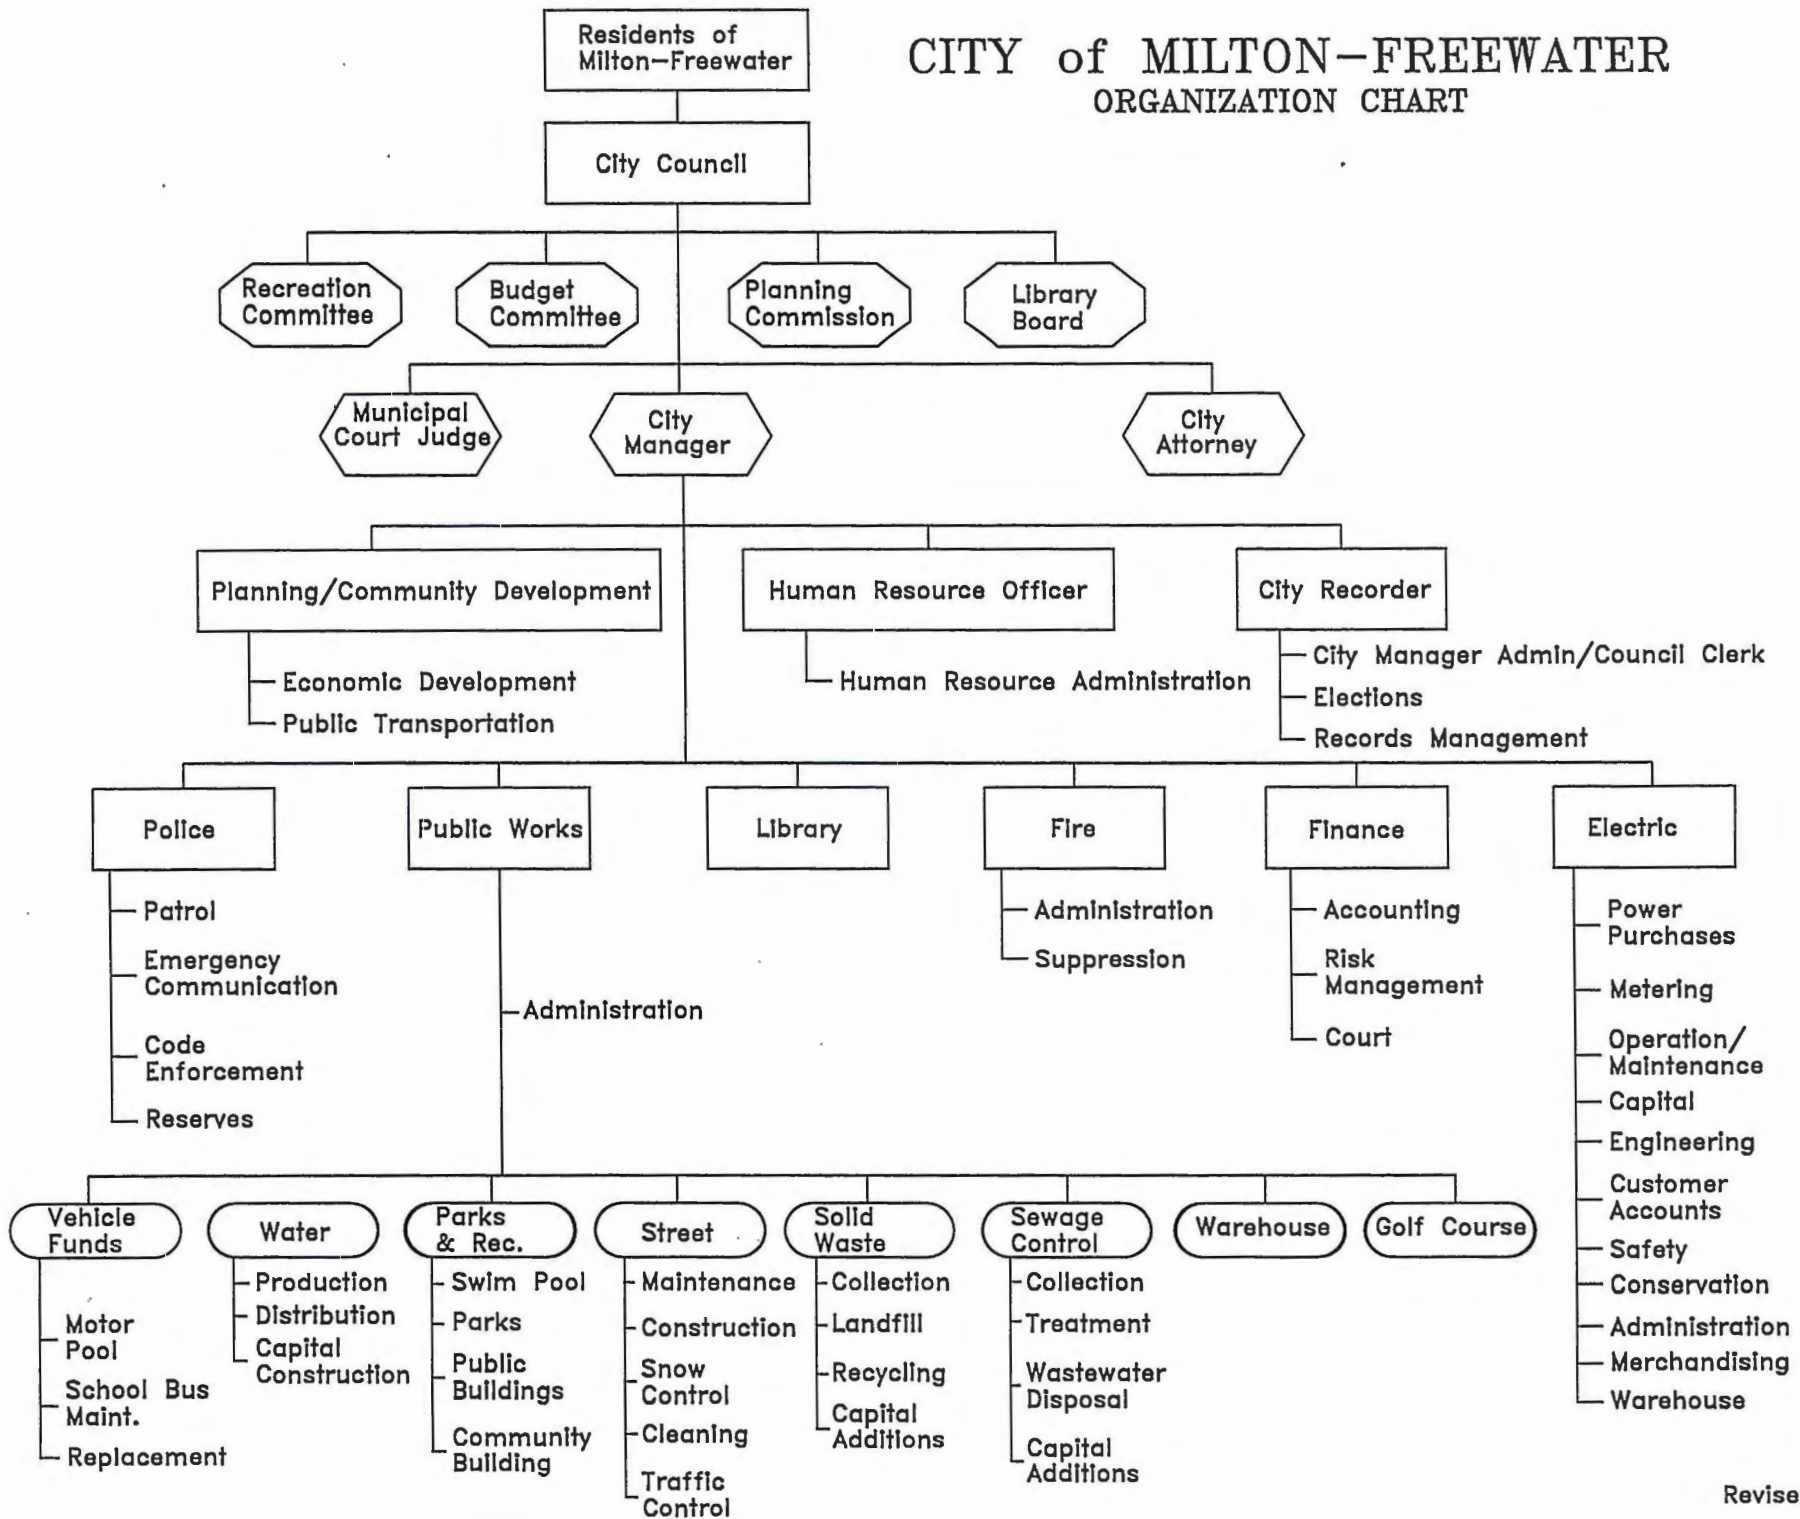 Residents of
Milton-Freewater
CITY of MILTON-FREEWATER
ORGANIZATION CHART
City Council
Recreation
Committee
Budget
Committee
Planning
Commission
Library
Board
Municipal
Court Judge
City
Manager
City
Attorney
Planning/Community Development
Human Resource Officer
City Recorder
Economic Development
Public Transportation
Human Resource Administration
City Manager Admin/Council Clerk
Elections
Records Management
Police
Public Works
Library
Fire
Finance
Electric
Patrol
Emergency
Communication
Code
Enforcement
Reserves
Administration
Administration
Suppression
Accounting
Risk
Management
Court
Power
Purchases
Metering
Operation/
Maintenance
Capital
Engineering
Customer
Accounts
Safety
Conservation
Administration
Merchandising
Warehouse
Vehicle
Funds
Motor
Pool
School Bus
Maint.
Replacement
Water
Production
Distribution
Capital
Construction
Parks
& Rec.
Swim Pool
Parks
Public
Buildings
Community
Building
Street
Maintenance
Construction
Snow
Control
Cleaning
Traffic
Control
Solid
Waste
Collection
Landfill
Recycling
Capital
Additions
Sewage
Control
Collection
Treatment
Wastewater
Disposal
Capital
Additions
Warehouse
Golf Course
Revise